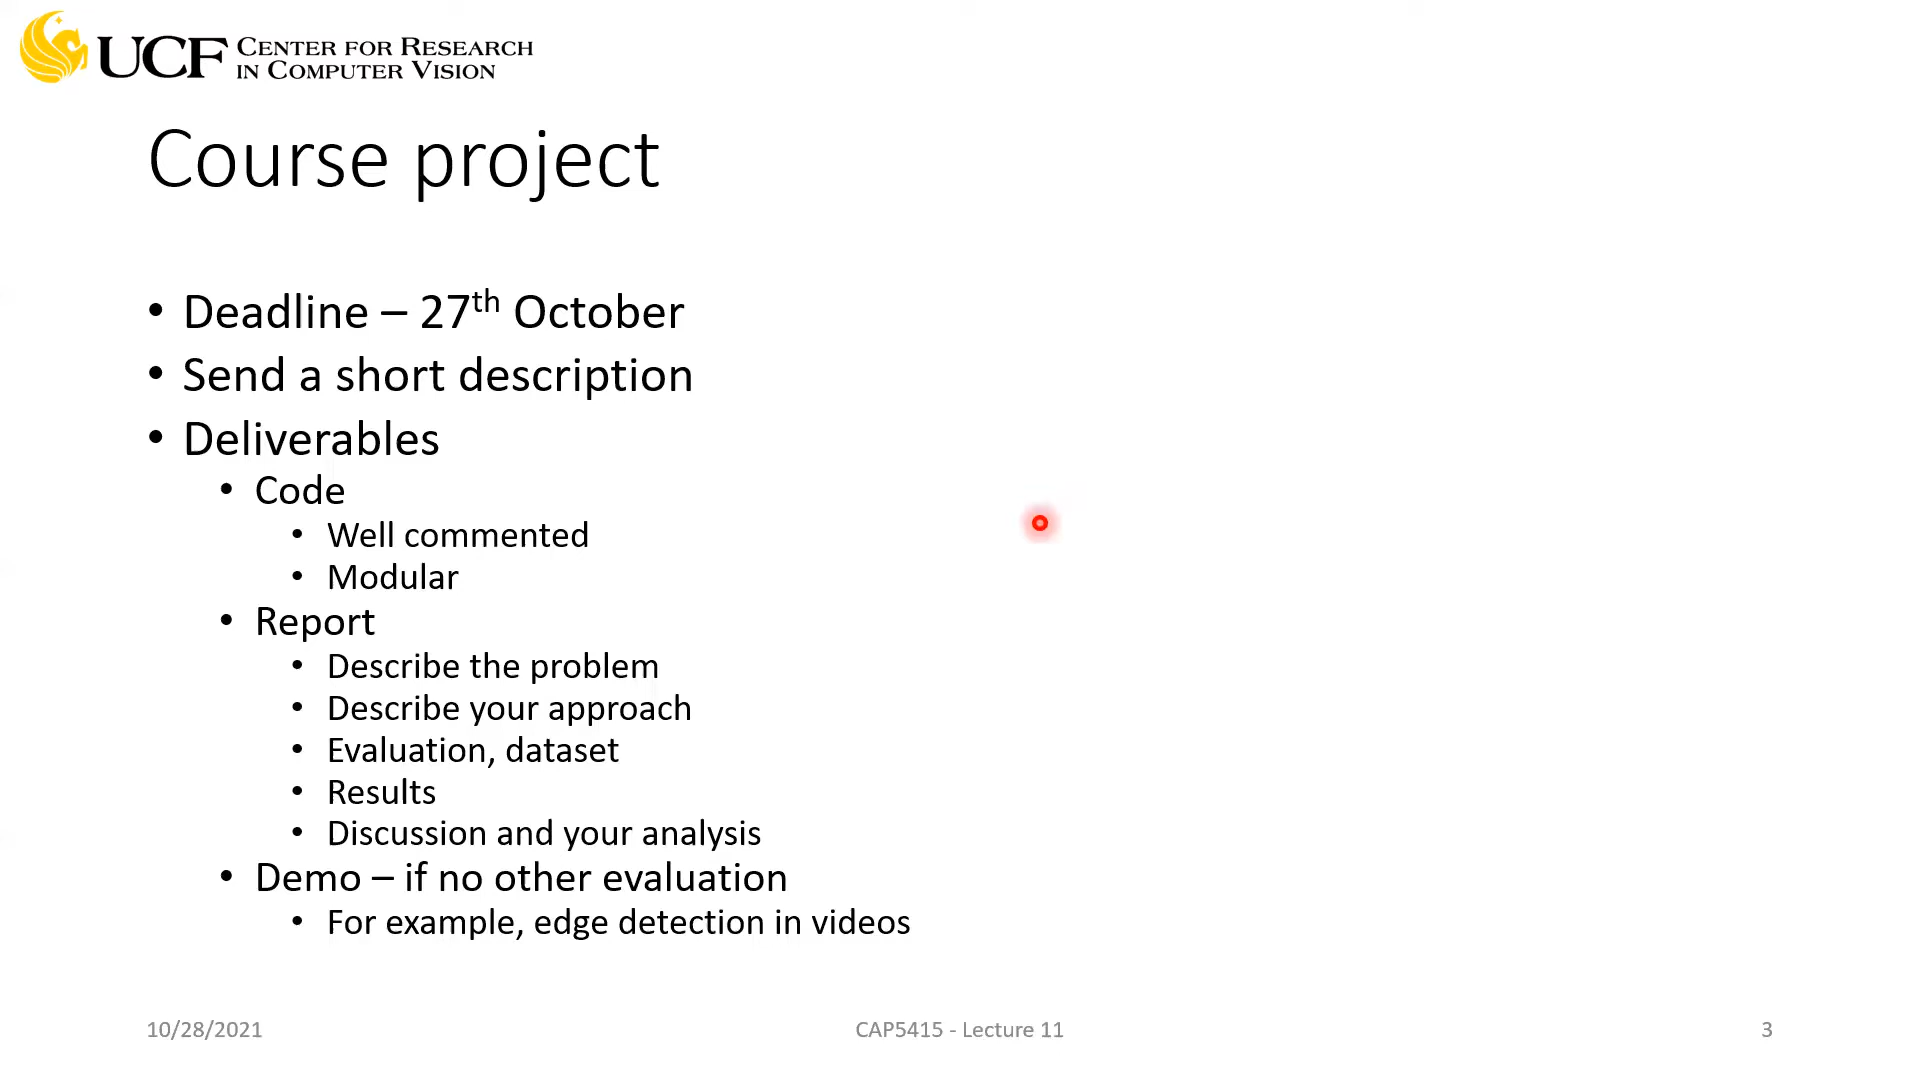 UCF CENTER FOR RESEARCH
IN COMPUTER VISION
Course project
• Deadline – 27th October
• Send a short description
• Deliverables
• Code
• Well commented
• Modular
• Report
• Describe the problem
• Describe your approach
• Evaluation, dataset
• Results
• Discussion and your analysis
• Demo – if no other evaluation
• For example, edge detection in videos
10/28/2021 CAP5415 - Lecture 11 3